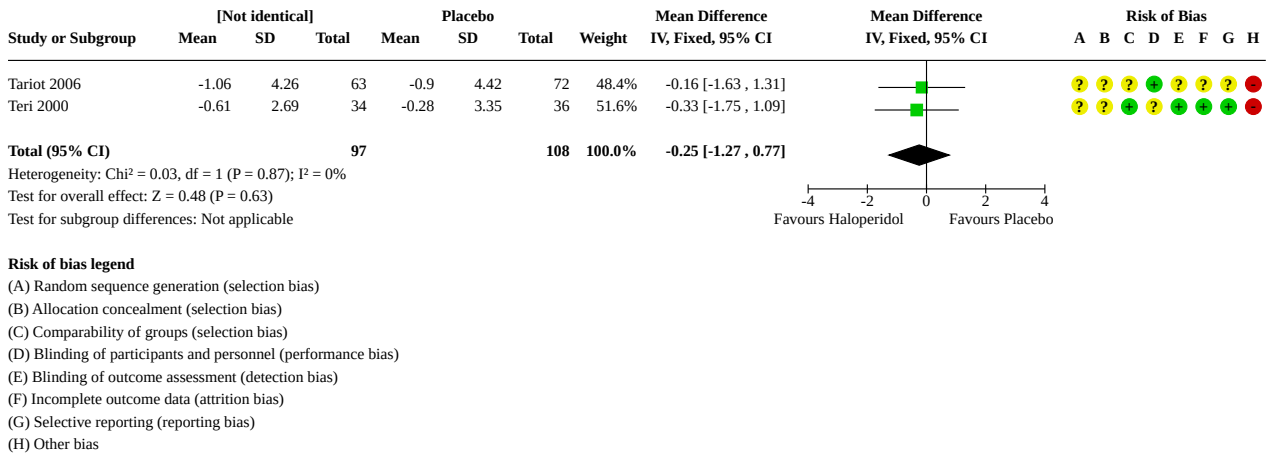 [Not identical] Placebo Mean Difference Mean Difference Risk of Bias
Study or Subgroup Mean SD Total Mean SD Total Weight IV, Fixed, 95% CI IV, Fixed, 95% CI A B C D E F G H
Tariot 2006 -1.06 4.26 63 -0.9 4.42 72 48.4% -0.16 [-1.63 , 1.31] ? ? ? + ? ? ? -
Teri 2000 -0.61 2.69 34 -0.28 3.35 36 51.6% -0.33 [-1.75 , 1.09] ? ? + ? + + + -
Total (95% CI) 97 108 100.0% -0.25 [-1.27 , 0.77]
Heterogeneity: Chi² = 0.03, df = 1 (P = 0.87); I² = 0%
Test for overall effect: Z = 0.48 (P = 0.63) -4 -2 0 2 4
Test for subgroup differences: Not applicable Favours Haloperidol Favours Placebo
Risk of bias legend
(A) Random sequence generation (selection bias)
(B) Allocation concealment (selection bias)
(C) Comparability of groups (selection bias)
(D) Blinding of participants and personnel (performance bias)
(E) Blinding of outcome assessment (detection bias)
(F) Incomplete outcome data (attrition bias)
(G) Selective reporting (reporting bias)
(H) Other bias